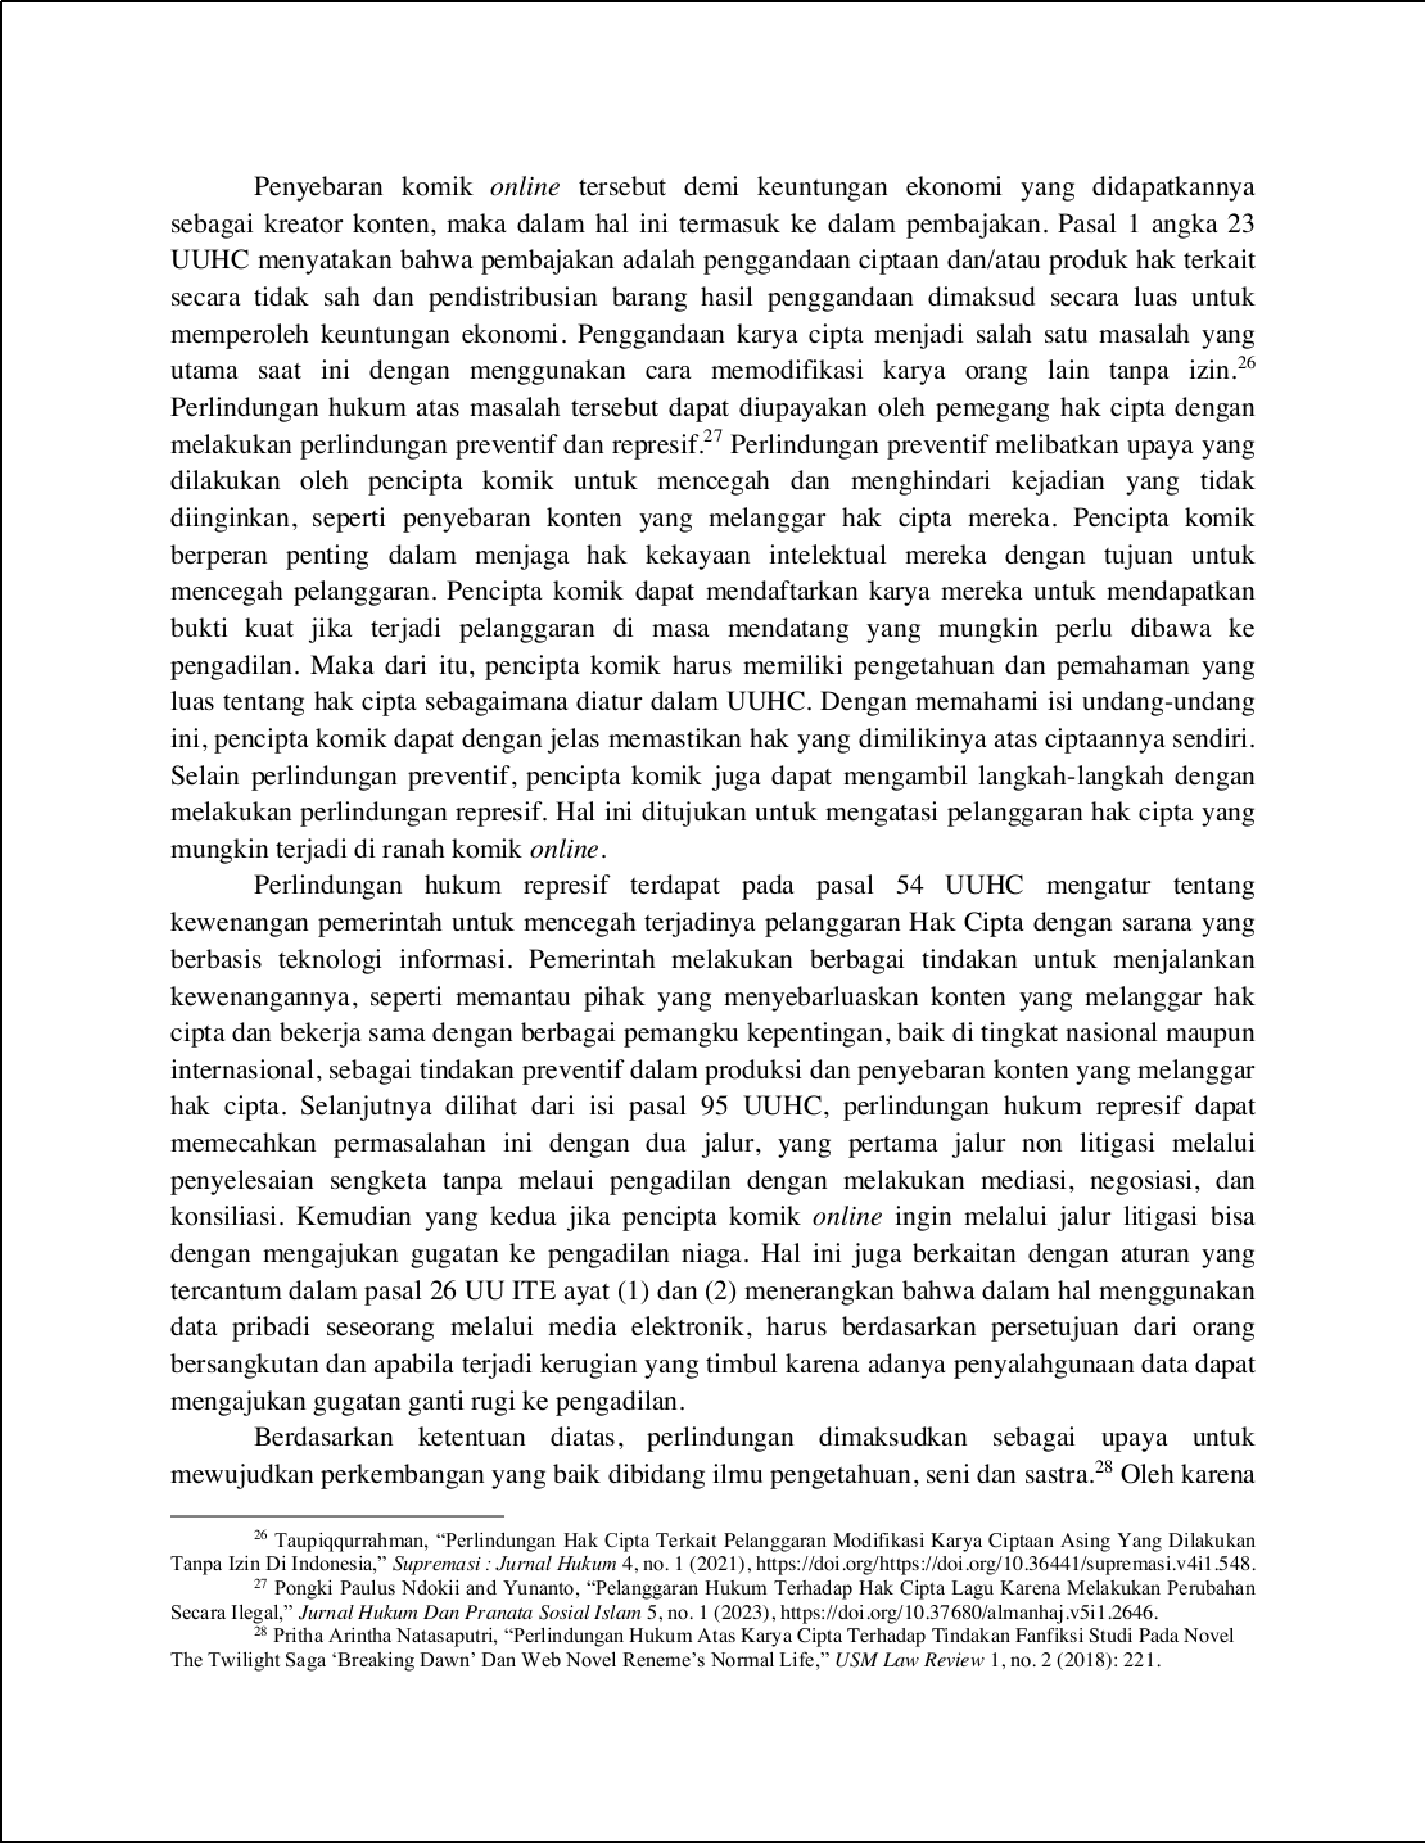 Penyebaran komik online tersebut demi keuntungan ekonomi yang didapatkannya
sebagai kreator konten, maka dalam hal ini termasuk ke dalam pembajakan. Pasal 1 angka 23
UUHC menyatakan bahwa pembajakan adalah penggandaan ciptaan dan/atau produk hak terkait
secara tidak sah dan pendistribusian barang hasil penggandaan dimaksud secara luas untuk
memperoleh keuntungan ekonomi. Penggandaan karya cipta menjadi salah satu masalah yang
utama saat ini dengan menggunakan cara memodifikasi karya orang lain tanpa izin.26
Perlindungan hukum atas masalah tersebut dapat diupayakan oleh pemegang hak cipta dengan
melakukan perlindungan preventif dan represif.27 Perlindungan preventif melibatkan upaya yang
dilakukan oleh pencipta komik untuk mencegah dan menghindari kejadian yang tidak
diinginkan, seperti penyebaran konten yang melanggar hak cipta mereka. Pencipta komik
berperan penting dalam menjaga hak kekayaan intelektual mereka dengan tujuan untuk
mencegah pelanggaran. Pencipta komik dapat mendaftarkan karya mereka untuk mendapatkan
bukti kuat jika terjadi pelanggaran di masa mendatang yang mungkin perlu dibawa ke
pengadilan. Maka dari itu, pencipta komik harus memiliki pengetahuan dan pemahaman yang
luas tentang hak cipta sebagaimana diatur dalam UUHC. Dengan memahami isi undang-undang
ini, pencipta komik dapat dengan jelas memastikan hak yang dimilikinya atas ciptaannya sendiri.
Selain perlindungan preventif, pencipta komik juga dapat mengambil langkah-langkah dengan
melakukan perlindungan represif. Hal ini ditujukan untuk mengatasi pelanggaran hak cipta yang
mungkin terjadi di ranah komik online.
Perlindungan hukum represif terdapat pada pasal 54 UUHC mengatur tentang
kewenangan pemerintah untuk mencegah terjadinya pelanggaran Hak Cipta dengan sarana yang
berbasis teknologi informasi. Pemerintah melakukan berbagai tindakan untuk menjalankan
kewenangannya, seperti memantau pihak yang menyebarluaskan konten yang melanggar hak
cipta dan bekerja sama dengan berbagai pemangku kepentingan, baik di tingkat nasional maupun
internasional, sebagai tindakan preventif dalam produksi dan penyebaran konten yang melanggar
hak cipta. Selanjutnya dilihat dari isi pasal 95 UUHC, perlindungan hukum represif dapat
memecahkan permasalahan ini dengan dua jalur, yang pertama jalur non litigasi melalui
penyelesaian sengketa tanpa melaui pengadilan dengan melakukan mediasi, negosiasi, dan
konsiliasi. Kemudian yang kedua jika pencipta komik online ingin melalui jalur litigasi bisa
dengan mengajukan gugatan ke pengadilan niaga. Hal ini juga berkaitan dengan aturan yang
tercantum dalam pasal 26 UU ITE ayat (1) dan (2) menerangkan bahwa dalam hal menggunakan
data pribadi seseorang melalui media elektronik, harus berdasarkan persetujuan dari orang
bersangkutan dan apabila terjadi kerugian yang timbul karena adanya penyalahgunaan data dapat
mengajukan gugatan ganti rugi ke pengadilan.
Berdasarkan ketentuan diatas, perlindungan dimaksudkan sebagai upaya untuk
mewujudkan perkembangan yang baik dibidang ilmu pengetahuan, seni dan sastra.28 Oleh karena
26 Taupiqqurrahman, “Perlindungan Hak Cipta Terkait Pelanggaran Modifikasi Karya Ciptaan Asing Yang Dilakukan
Tanpa Izin Di Indonesia,” Supremasi : Jurnal Hukum 4, no. 1 (2021), https://doi.org/https://doi.org/10.36441/supremasi.v4i1.548.
27 Pongki Paulus Ndokii and Yunanto, “Pelanggaran Hukum Terhadap Hak Cipta Lagu Karena Melakukan Perubahan
Secara Ilegal,” Jurnal Hukum Dan Pranata Sosial Islam 5, no. 1 (2023), https://doi.org/10.37680/almanhaj.v5i1.2646.
28 Pritha Arintha Natasaputri, “Perlindungan Hukum Atas Karya Cipta Terhadap Tindakan Fanfiksi Studi Pada Novel
The Twilight Saga ‘Breaking Dawn’ Dan Web Novel Reneme’s Normal Life,” USM Law Review 1, no. 2 (2018): 221.